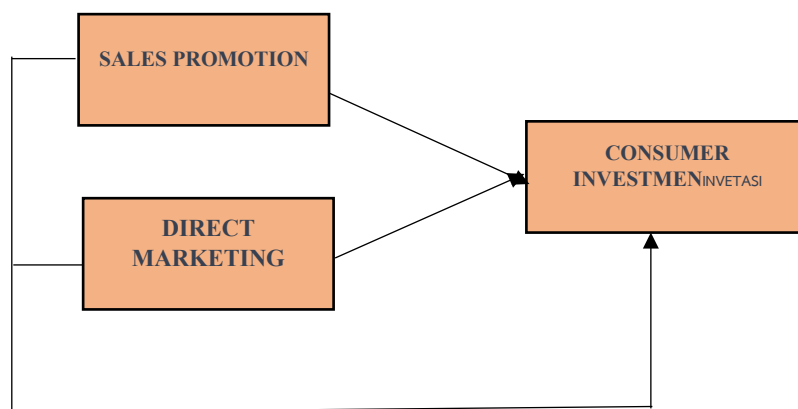 SALES PROMOTION
DIRECT
MARKETING
CONSUMER
INVESTMENINVETASI